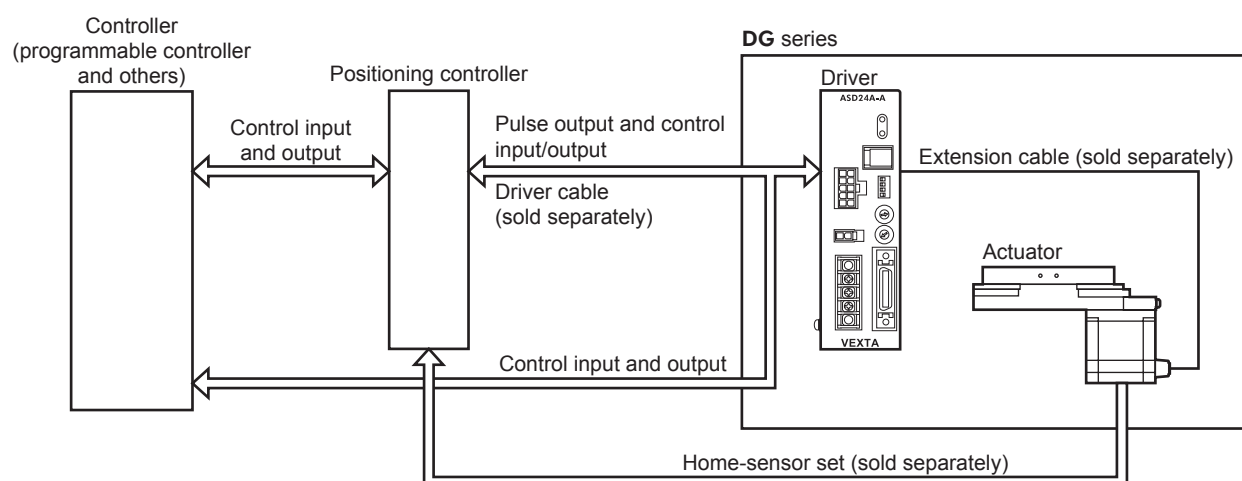 Controller
(programmable controller
and others)
Positioning controller
DG series
Driver
ASD24A-A
Control input
and output
Pulse output and control
input/output
Driver cable
(sold separately)
Extension cable (sold separately)
Actuator
VEXTA
Control input and output
Home-sensor set (sold separately)